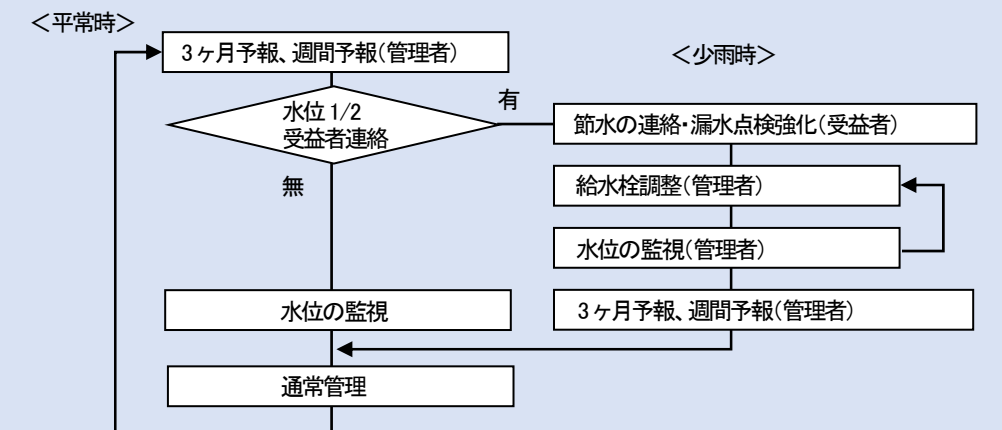 ＜平常時＞
3ヶ月予報、週間予報(管理者)
＜少雨時＞
水位1/2
受益者連絡
有
節水の連絡・漏水点検強化(受益者)
無
給水栓調整(管理者)
水位の監視(管理者)
水位の監視
3ヶ月予報、週間予報(管理者)
通常管理